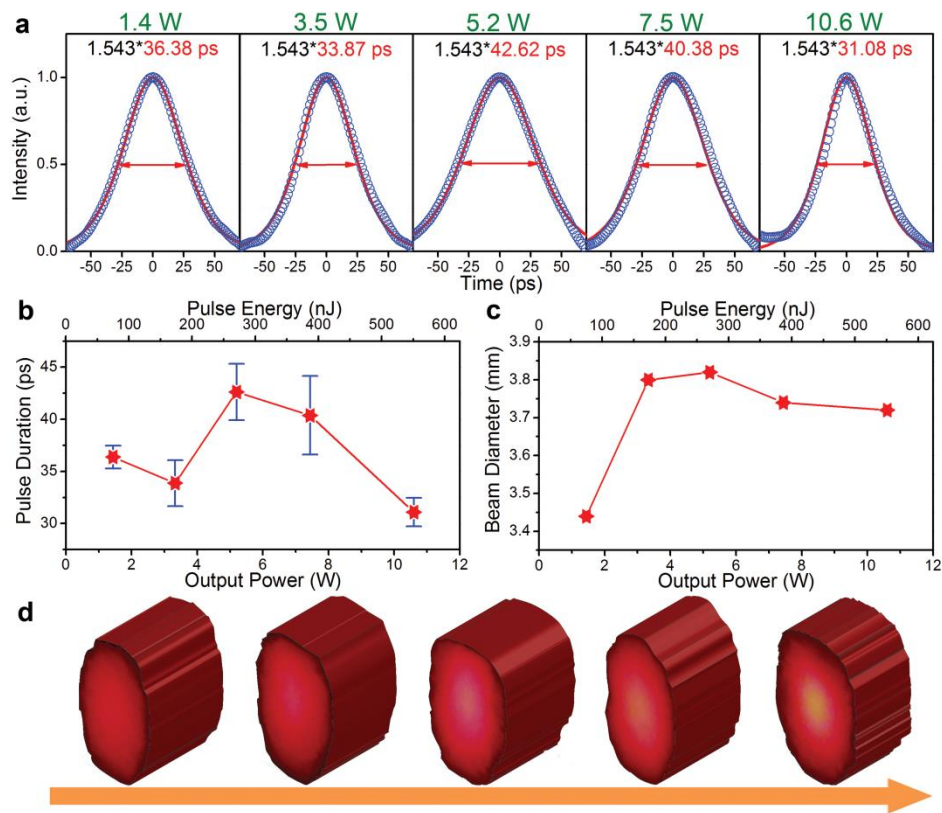 a
1.4 W 3.5 W 5.2 W 7.5 W 10.6 W
1.543*36.38 ps 1.543*33.87 ps 1.543*42.62 ps 1.543*40.38 ps 1.543*31.08 ps
Intensity (a.u.)
1.0
0.5
0.0
-50 -25 0 25 50 -50 -25 0 25 50 -50 -25 0 25 50 -50 -25 0 25 50 -50 -25 0 25 50
Time (ps)
b
Pulse Energy (nJ)
0 100 200 300 400 500 600
Pulse Duration (ps)
45
40
35
30
0 2 4 6 8 10 12
Output Power (W)
c
Pulse Energy (nJ)
0 100 200 300 400 500 600
Beam Diameter (mm)
3.9
3.8
3.7
3.5
3.4
0 2 4 6 8 10 12
Output Power (W)
d